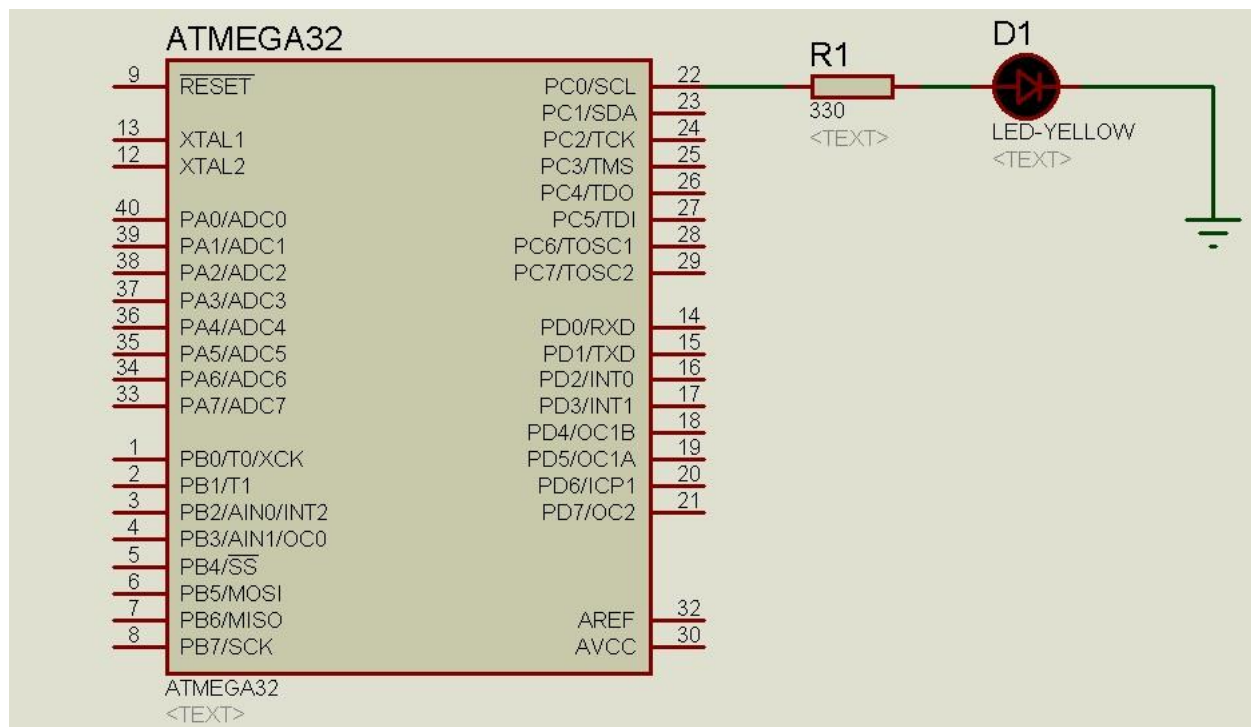 ATMEGA32
9 RESET
13 XTAL1
12 XTAL2
40 PA0/ADC0
39 PA1/ADC1
38 PA2/ADC2
37 PA3/ADC3
36 PA4/ADC4
35 PA5/ADC5
34 PA6/ADC6
33 PA7/ADC7
1 PB0/T0/XCK
2 PB1/T1
3 PB2/AIN0/INT2
4 PB3/AIN1/OC0
5 PB4/SS
6 PB5/MOSI
7 PB6/MISO
8 PB7/SCK
PC0/SCL 22
PC1/SDA 23
PC2/TCK 24
PC3/TMS 25
PC4/TDO 26
PC5/TDI 27
PC6/TOSC1 28
PC7/TOSC2 29
PD0/RXD 14
PD1/TXD 15
PD2/INT0 16
PD3/INT1 17
PD4/OC1B 18
PD5/OC1A 19
PD6/ICP1 20
PD7/OC2 21
AREF 32
AVCC 30
ATMEGA32
<TEXT>
R1
330
<TEXT>
D1
LED-YELLOW
<TEXT>